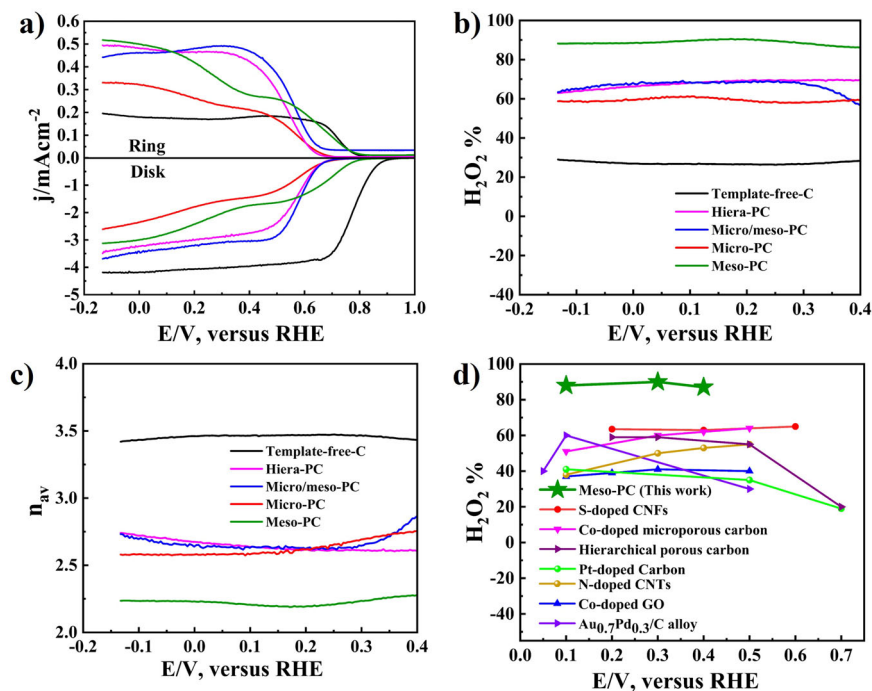 a)
0.6
0.5
0.4
0.3
0.2
0.1
0.0
-1
-2
-3
-4
-5
j/mAcm⁻²
Ring
Disk
-0.2 0.0 0.2 0.4 0.6 0.8 1.0
E/V, versus RHE
b)
100
80
60
40
20
0
-20
-40
H₂O₂ %
Template-free-C
Hiera-PC
Micro/meso-PC
Micro-PC
Meso-PC
-0.2 -0.1 0.0 0.1 0.2 0.3 0.4
E/V, versus RHE
c)
4.0
3.5
3.0
2.5
2.0
nₐᵥ
Template-free-C
Hiera-PC
Micro/meso-PC
Micro-PC
Meso-PC
-0.2 -0.1 0.0 0.1 0.2 0.3 0.4
E/V, versus RHE
d)
100
80
60
40
20
0
-20
-40
H₂O₂ %
Meso-PC (This work)
S-doped CNFs
Co-doped microporous carbon
Hierarchical porous carbon
Pt-doped Carbon
N-doped CNTs
Co-doped GO
Au₀.₇Pd₀.₃/C alloy
0.0 0.1 0.2 0.3 0.4 0.5 0.6 0.7
E/V, versus RHE